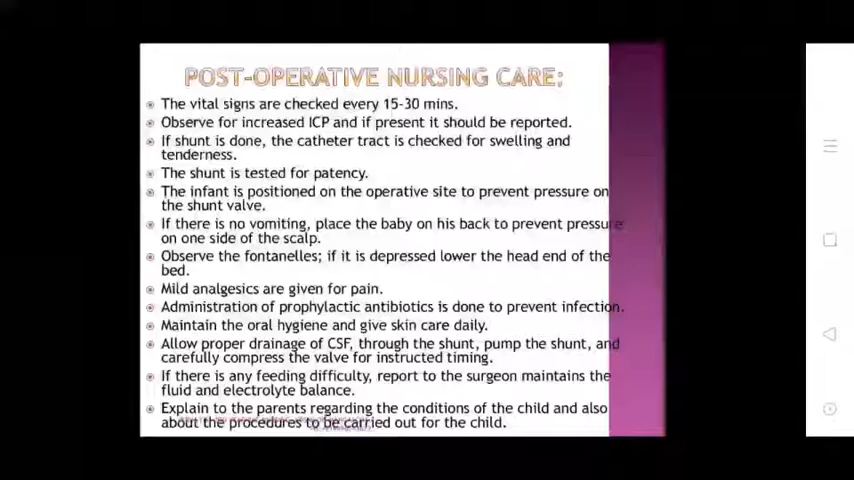 POST-OPERATIVE NURSING CARE:
The vital signs are checked every 15-30 mins.
Observe for increased ICP and if present it should be reported.
If shunt is done, the catheter tract is checked for swelling and
tenderness.
The shunt is tested for patency.
The infant is positioned on the operative site to prevent pressure on
the shunt valve.
If there is no vomiting, place the baby on his back to prevent pressure
on one side of the scalp.
Observe the fontanelles; if it is depressed lower the head end of the
bed.
Mild analgesics are given for pain.
Administration of prophylactic antibiotics is done to prevent infection.
Maintain the oral hygiene and give skin care daily.
Allow proper drainage of CSF, through the shunt, pump the shunt, and
carefully compress the valve for instructed timing.
If there is any feeding difficulty, report to the surgeon maintains the
fluid and electrolyte balance.
Explain to the parents regarding the conditions of the child and also
about the procedures to be carried out for the child.